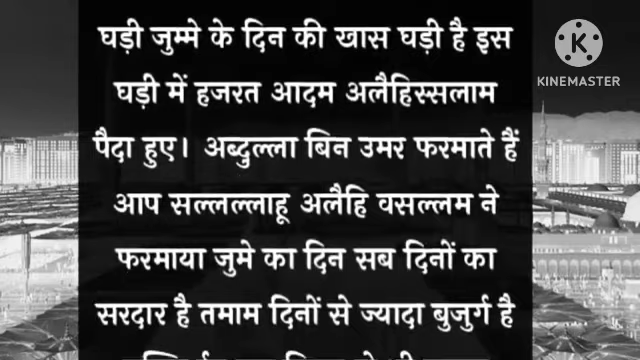 घड़ी जुम्मे के दिन की खास घड़ी है इस
घड़ी में हजरत आदम अलैहिस्सलाम
पैदा हुए। अब्दुल्ला बिन उमर फरमाते हैं
आप सल्लल्लाहू अलैहि वसल्लम ने
फरमाया जुमे का दिन सब दिनों का
सरदार है तमाम दिनों से ज्यादा बुजुर्ग है
K
KINEMASTER